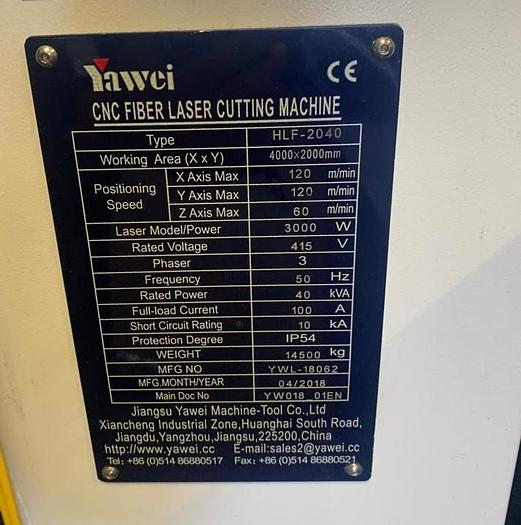 Yawei CE
CNC FIBER LASER CUTTING MACHINE
Type HLF-2040
Working Area (X x Y) 4000×2000mm
Positioning Speed X Axis Max 120 m/min
Y Axis Max 120 m/min
Z Axis Max 60 m/min
Laser Model/Power 3000 W
Rated Voltage 415 V
Phaser 3
Frequency 50 Hz
Rated Power 40 kVA
Full-load Current 100 A
Short Circuit Rating 10 kA
Protection Degree IP54
WEIGHT 14500 kg
MFG NO YWL-18062
MFG.MONTH/YEAR 04/2018
Main Doc No YW018_01EN
Jiangsu Yawei Machine-Tool Co.,Ltd
Xiancheng Industrial Zone,Huanghai South Road,
Jiangdu,Yangzhou,Jiangsu,225200,China
http://www.yawei.cc E-mail:sales2@yawei.cc
Tel: +86 (0)514 86880517 Fax: +86 (0)514 86880521